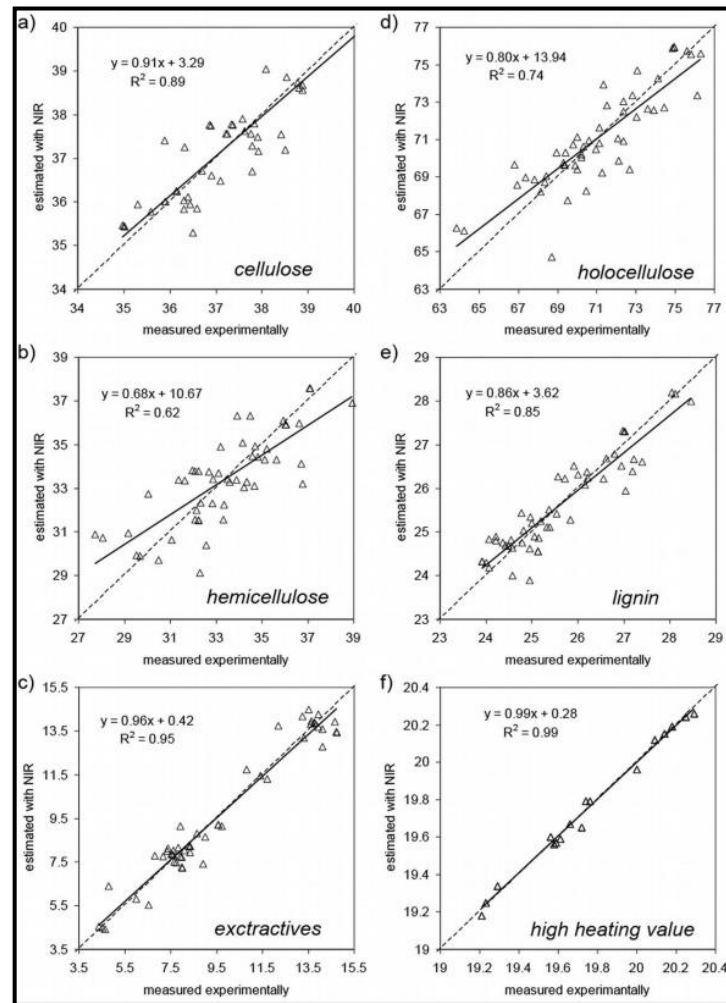 a)
y = 0.91x + 3.29
R² = 0.89
estimated with NIR
40
39
38
37
36
35
34
34 35 36 37 38 39 40
cellulose
measured experimentally
d)
y = 0.80x + 13.94
R² = 0.74
estimated with NIR
77
75
73
71
69
67
65
63
63 65 67 69 71 73 75 77
holocellulose
measured experimentally
b)
y = 0.68x + 10.67
R² = 0.62
estimated with NIR
39
37
35
33
31
29
27
27 29 31 33 35 37 39
hemicellulose
measured experimentally
e)
y = 0.86x + 3.62
R² = 0.85
estimated with NIR
29
28
27
26
25
24
23
23 24 25 26 27 28 29
lignin
measured experimentally
c)
y = 0.96x + 0.42
R² = 0.95
estimated with NIR
15.5
13.5
11.5
9.5
7.5
5.5
3.5
3.5 5.5 7.5 9.5 11.5 13.5 15.5
exctractives
measured experimentally
f)
y = 0.99x + 0.28
R² = 0.99
estimated with NIR
20.4
20.2
20
19.8
19.6
19.4
19.2
19
19 19.2 19.4 19.6 19.8 20 20.2 20.4
high heating value
measured experimantally